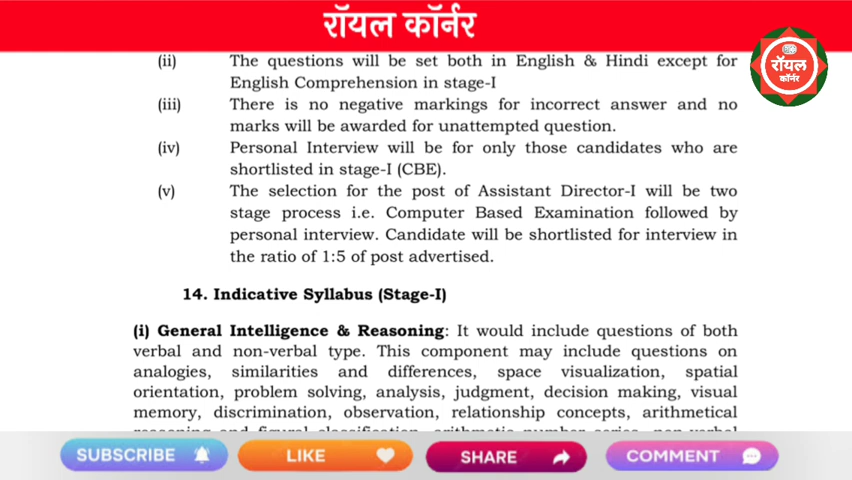 रॉयल कॉर्नर
रॉयल
कॉर्नर
(ii) The questions will be set both in English & Hindi except for
English Comprehension in stage-I
(iii) There is no negative markings for incorrect answer and no
marks will be awarded for unattempted question.
(iv) Personal Interview will be for only those candidates who are
shortlisted in stage-I (CBE).
(v) The selection for the post of Assistant Director-I will be two
stage process i.e. Computer Based Examination followed by
personal interview. Candidate will be shortlisted for interview in
the ratio of 1:5 of post advertised.
14. Indicative Syllabus (Stage-I)
(i) General Intelligence & Reasoning: It would include questions of both
verbal and non-verbal type. This component may include questions on
analogies, similarities and differences, space visualization, spatial
orientation, problem solving, analysis, judgment, decision making, visual
memory, discrimination, observation, relationship concepts, arithmetical
SUBSCRIBE
LIKE
SHARE
COMMENT